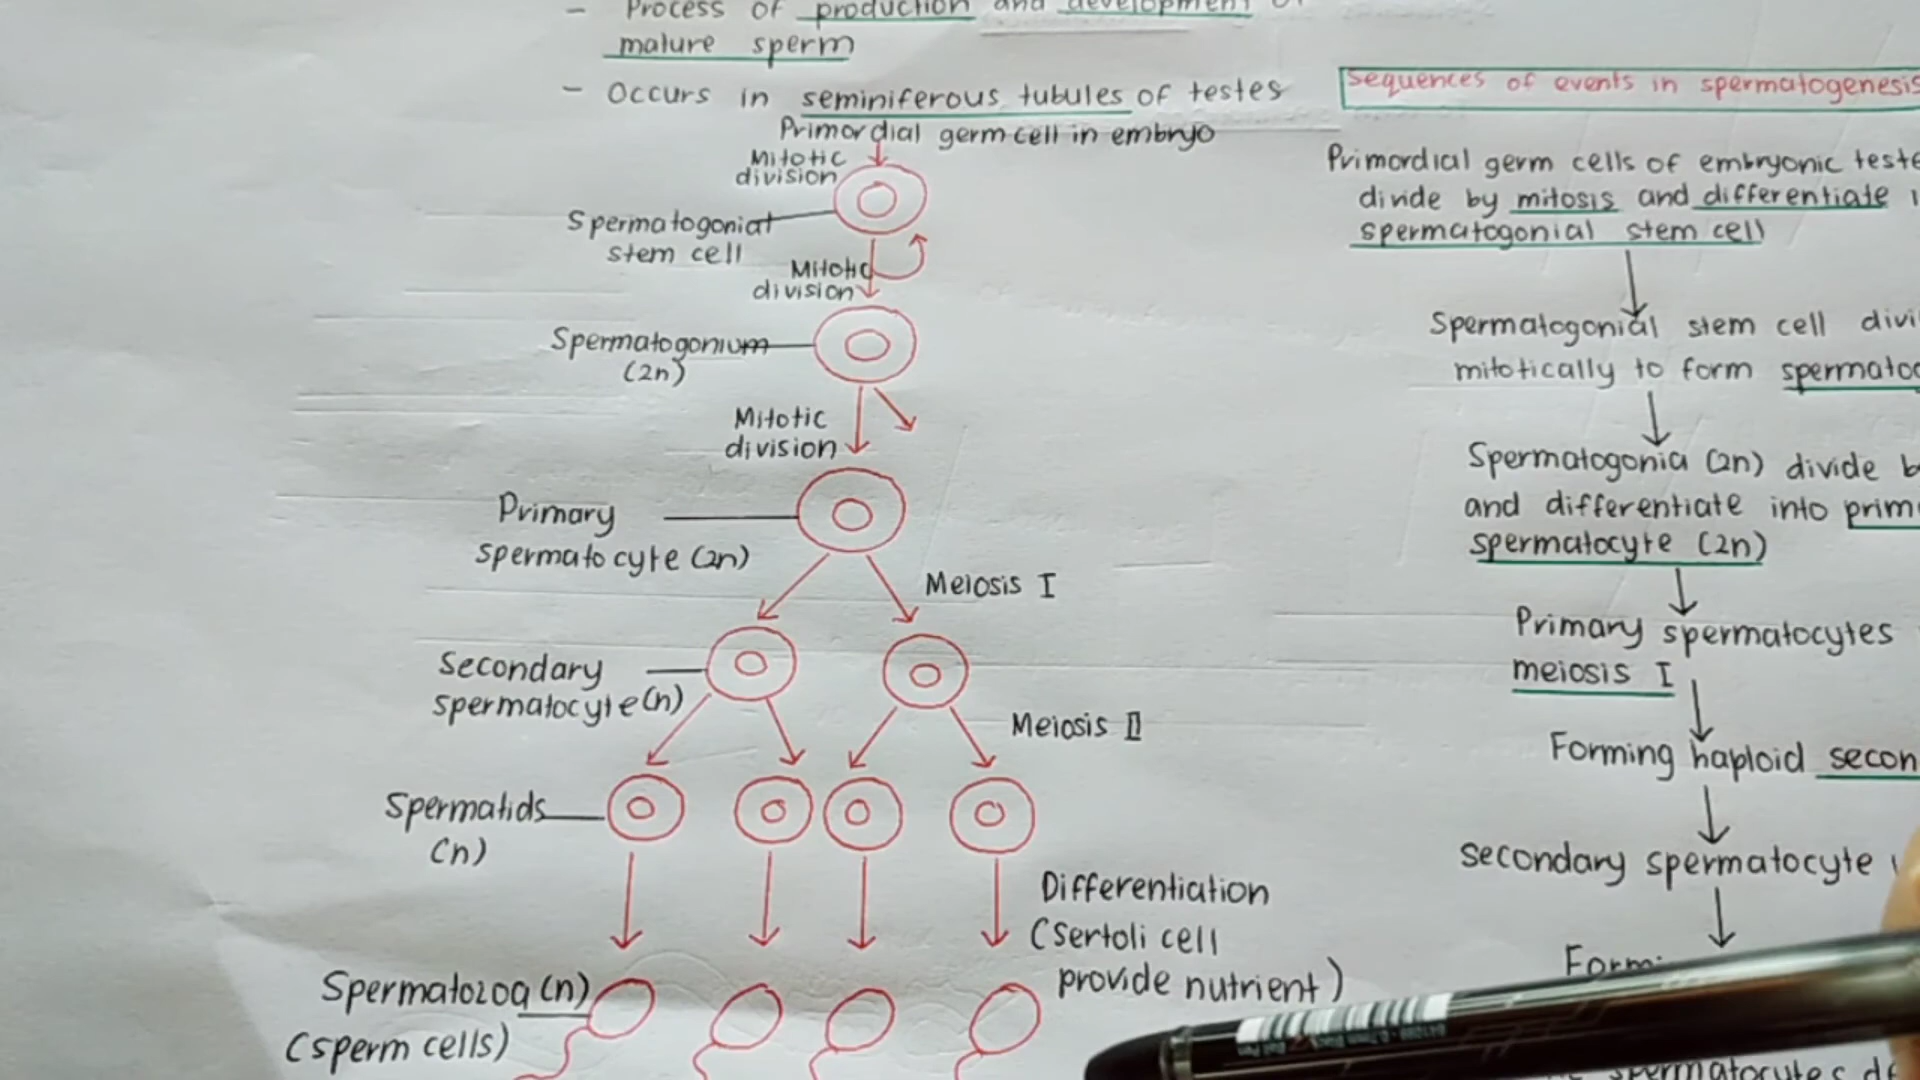 - Process of production and development of
mature sperm
- Occurs in seminiferous tubules of testes
Primordial germ cell in embryo
Mitotic
division
Spermatogonial
stem cell
Mitotic
division
Spermatogonium
(2n)
Mitotic
division
Primary
spermatocyte (2n)
Meiosis I
Secondary
spermatocyte (n)
Meiosis II
Spermatids
(n)
Differentiation
(Sertoli cell
provide nutrient)
Spermatozoa (n)
(sperm cells)
Sequences of events in spermatogenesis
Primordial germ cells of embryonic teste
divide by mitosis and differentiate
spermatogonial stem cell
Spermatogonial stem cell divi
mitotically to form spermatog
Spermatogonia (2n) divide b
and differentiate into prim
spermatocyte (2n)
Primary spermatocytes
meiosis I
Forming haploid secon
secondary spermatocyte
Formi
spermatocytes